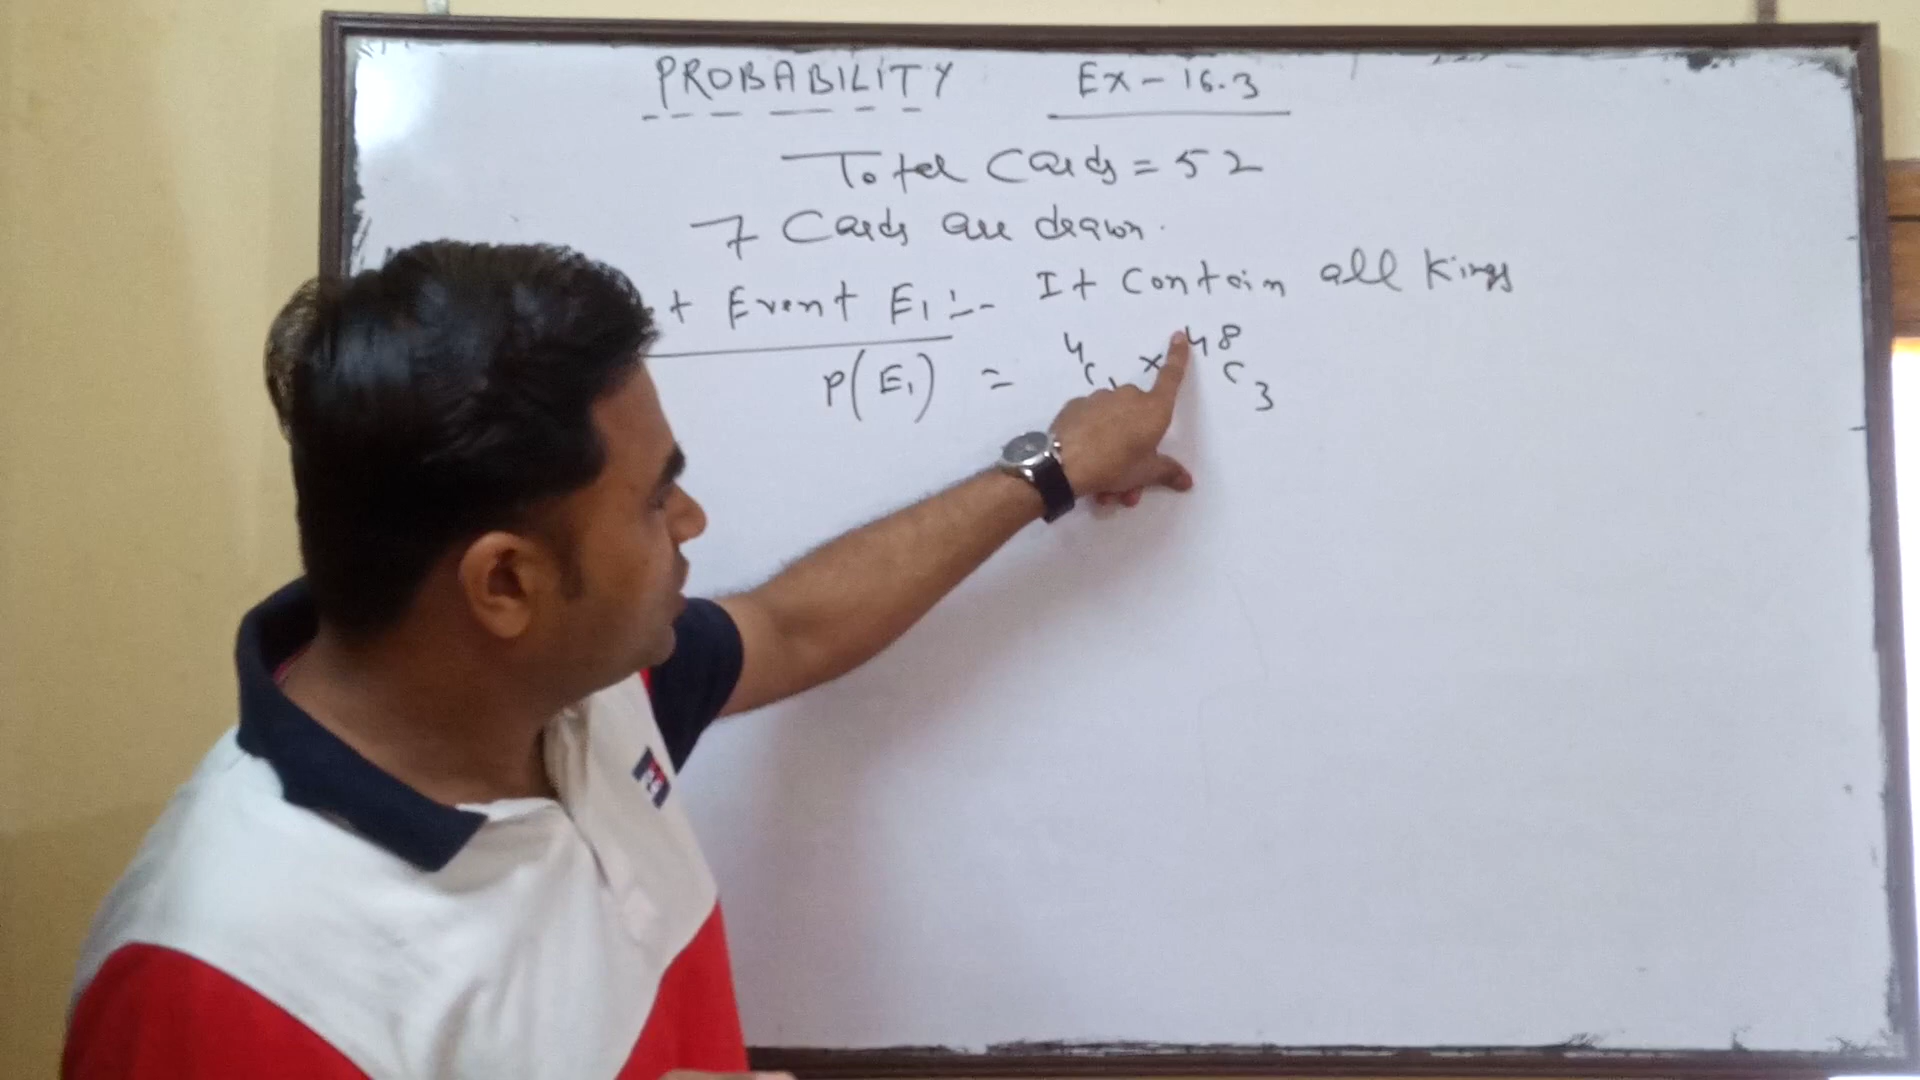 PROBABILITY Ex-16.3
Total Cards = 52
7 Cards are drawn.
t Event E1:- It Contain all Kings
P(E1) = 4C × 48C3